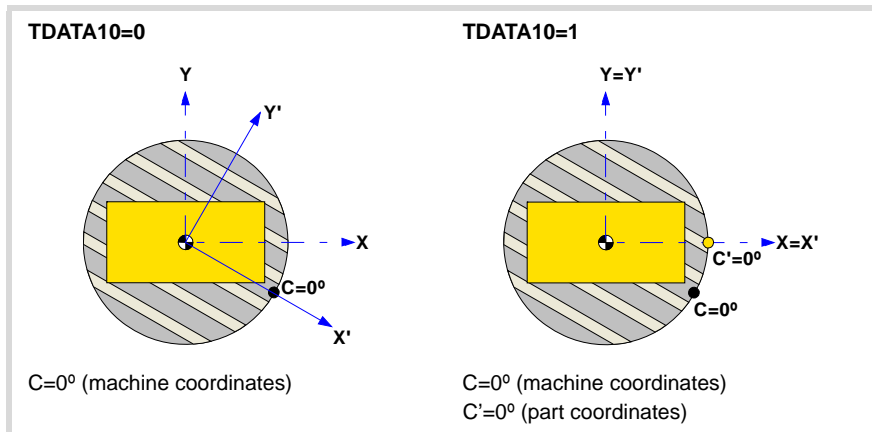 TDATA10=0
Y
Y'
X
C=0º
X'
C=0º (machine coordinates)
TDATA10=1
Y=Y'
X=X'
C'=0º
C=0º
C=0º (machine coordinates)
C’=0º (part coordinates)